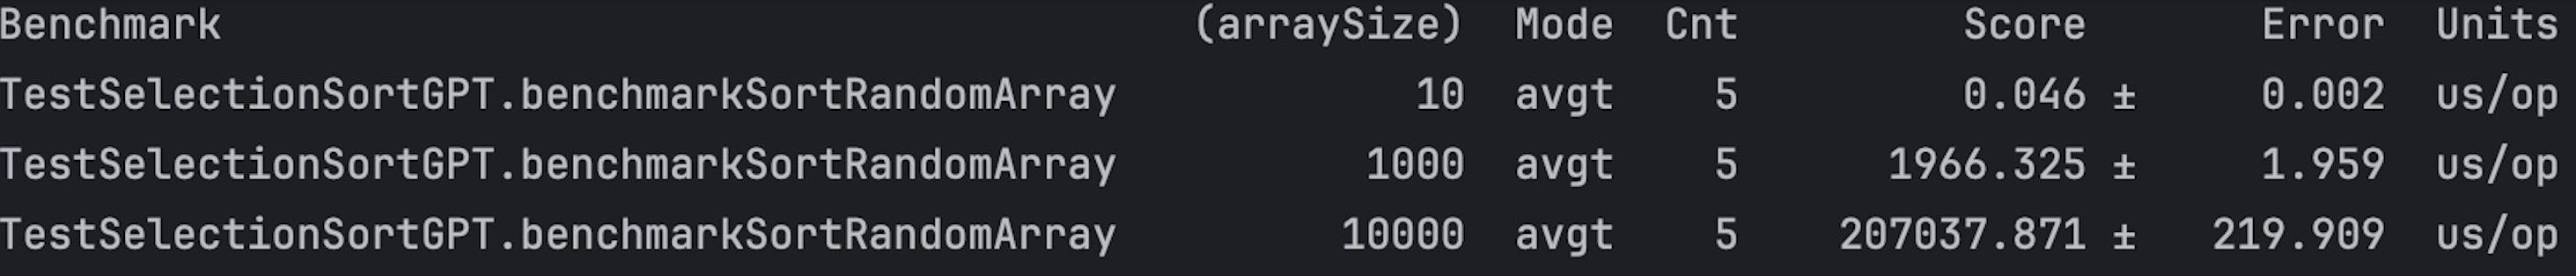 Benchmark (arraySize) Mode Cnt Score Error Units
TestSelectionSortGPT.benchmarkSortRandomArray 10 avgt 5 0.046 ± 0.002 us/op
TestSelectionSortGPT.benchmarkSortRandomArray 1000 avgt 5 1966.325 ± 1.959 us/op
TestSelectionSortGPT.benchmarkSortRandomArray 10000 avgt 5 207037.871 ± 219.909 us/op